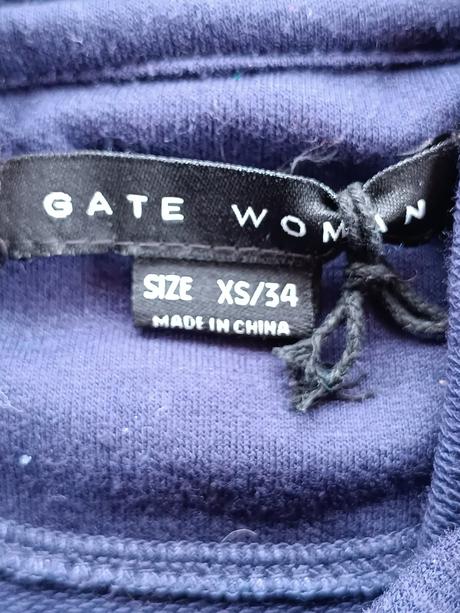 GATE WOMAN
SIZE XS/34
MADE IN CHINA